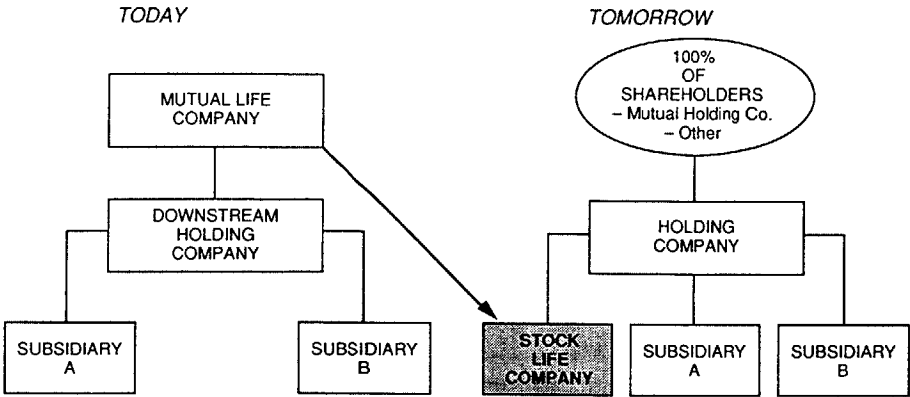 TODAY
MUTUAL LIFE
COMPANY
DOWNSTREAM
HOLDING
COMPANY
SUBSIDIARY
A
SUBSIDIARY
B
TOMORROW
100%
OF
SHAREHOLDERS
– Mutual Holding Co.
– Other
HOLDING
COMPANY
STOCK
LIFE
COMPANY
SUBSIDIARY
A
SUBSIDIARY
B